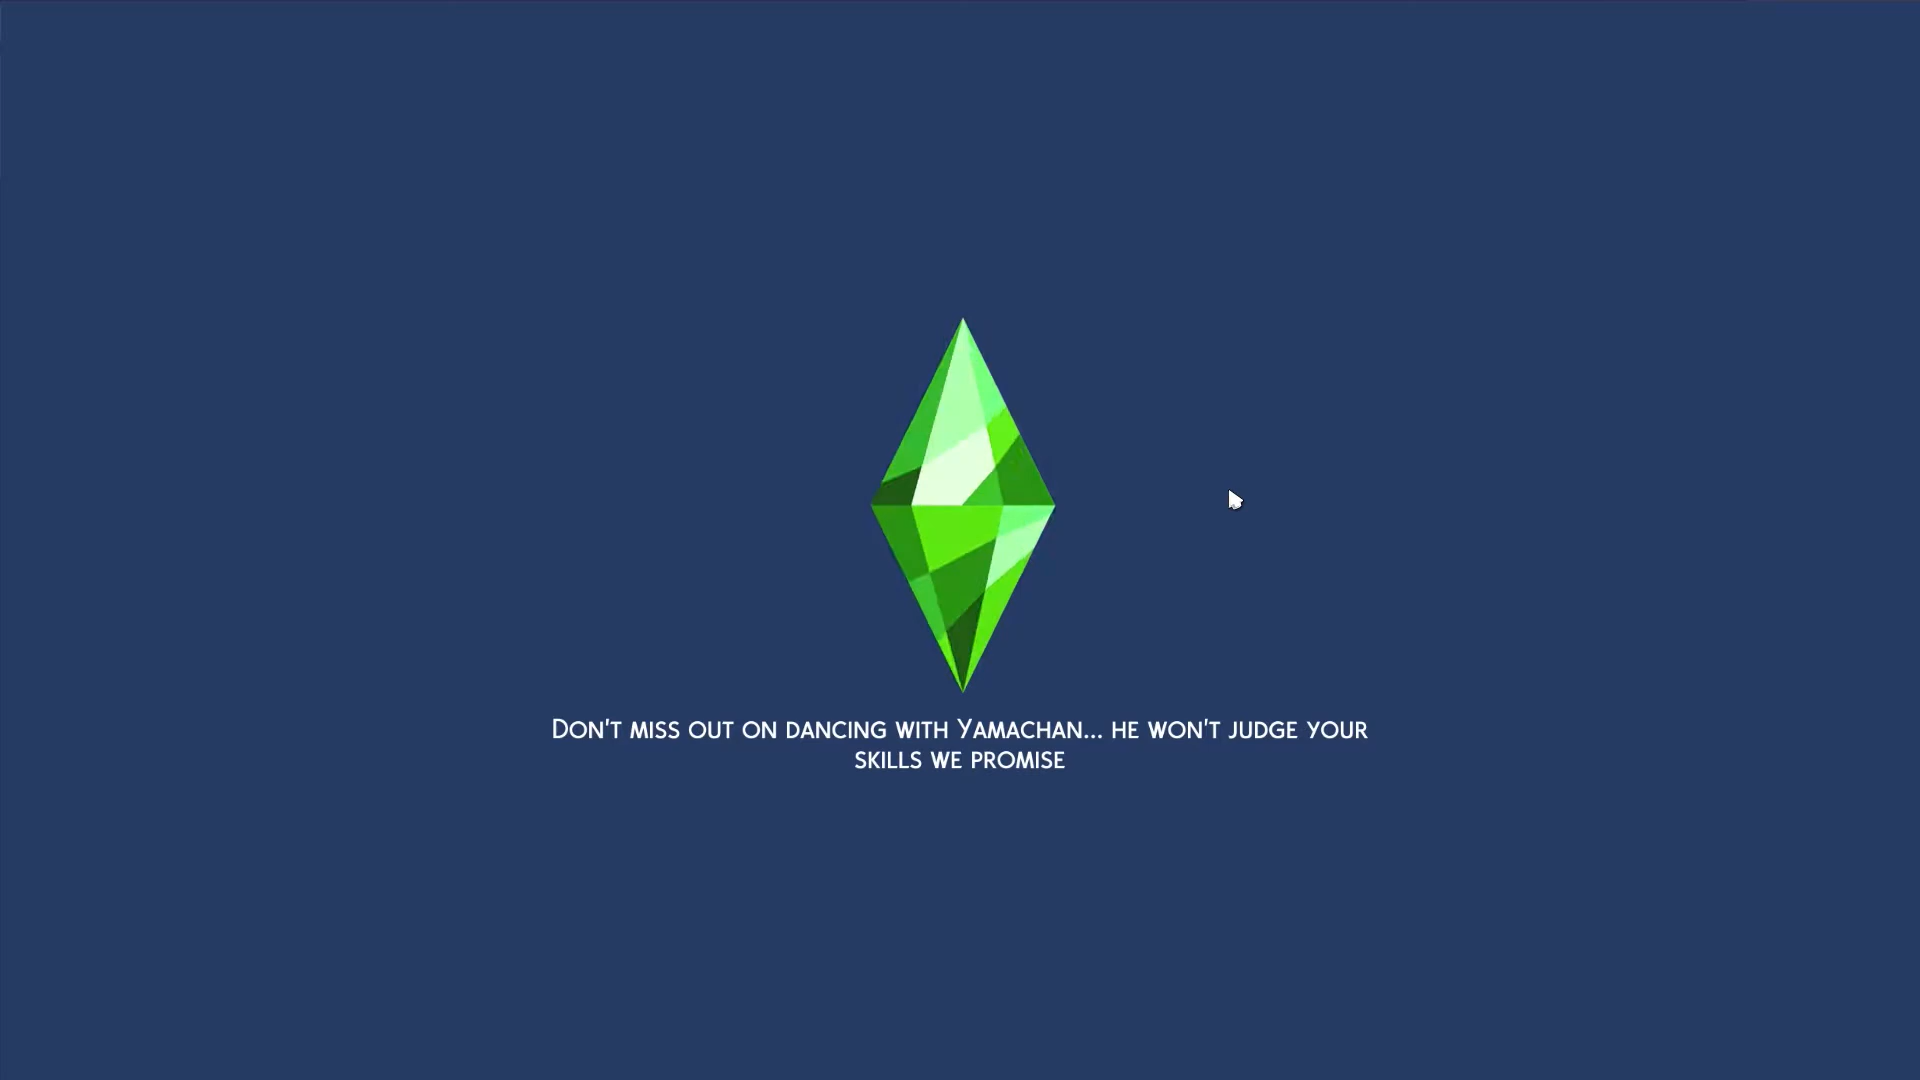 Don't miss out on dancing with Yamachan... he won't judge your
skills we promise